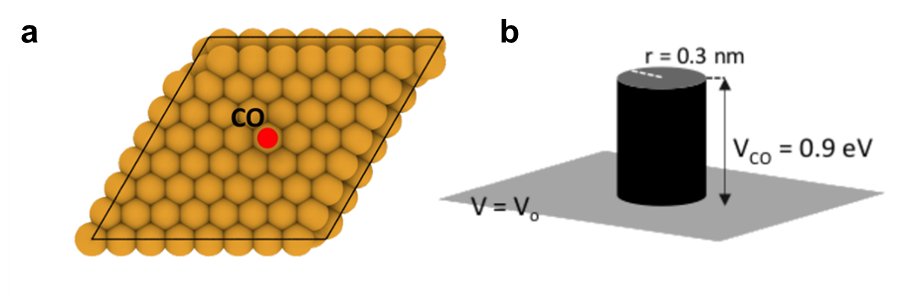 a
CO
b
r = 0.3 nm
V_CO = 0.9 eV
V = V_o